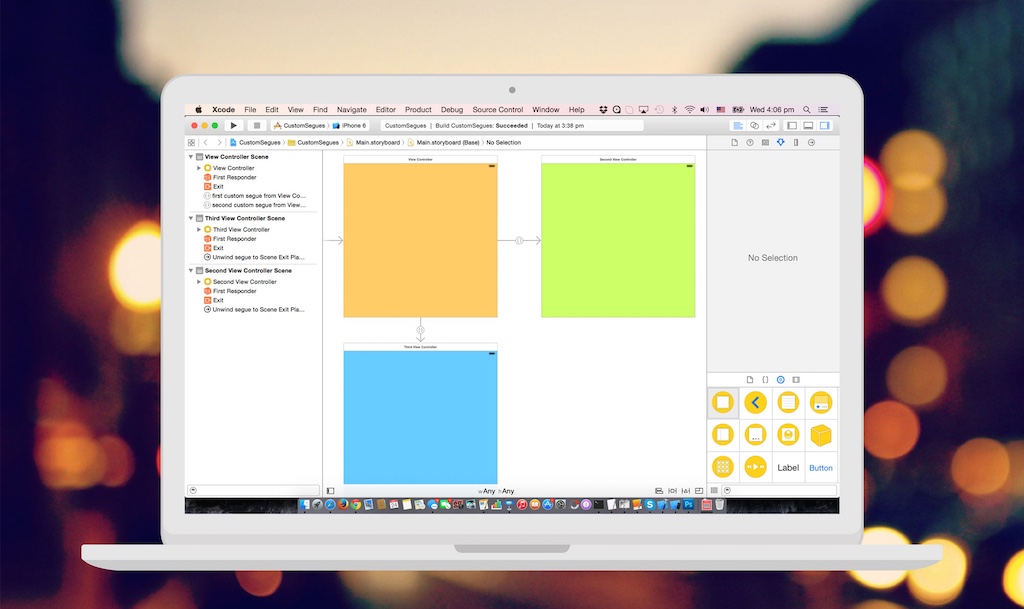 Xcode File Edit View Find Navigate Editor Product Debug Source Control Window Help Wed 4:06 pm
CustomSegues 〉 iPhone 6 CustomSegues | Build CustomSegues: Succeeded | Today at 3:38 pm
CustomSegues 〉 CustomSegues 〉 Main.storyboard 〉 Main.storyboard (Base) 〉 No Selection
View Controller Scene
View Controller
First Responder
Exit
first custom segue from View Co...
second custom segue from View...
Third View Controller Scene
Third View Controller
First Responder
Exit
Unwind segue to Scene Exit Pla...
Second View Controller Scene
Second View Controller
First Responder
Exit
Unwind segue to Scene Exit Pla...
View Controller
Second View Controller
Third View Controller
wAny hAny
No Selection
Label
Button